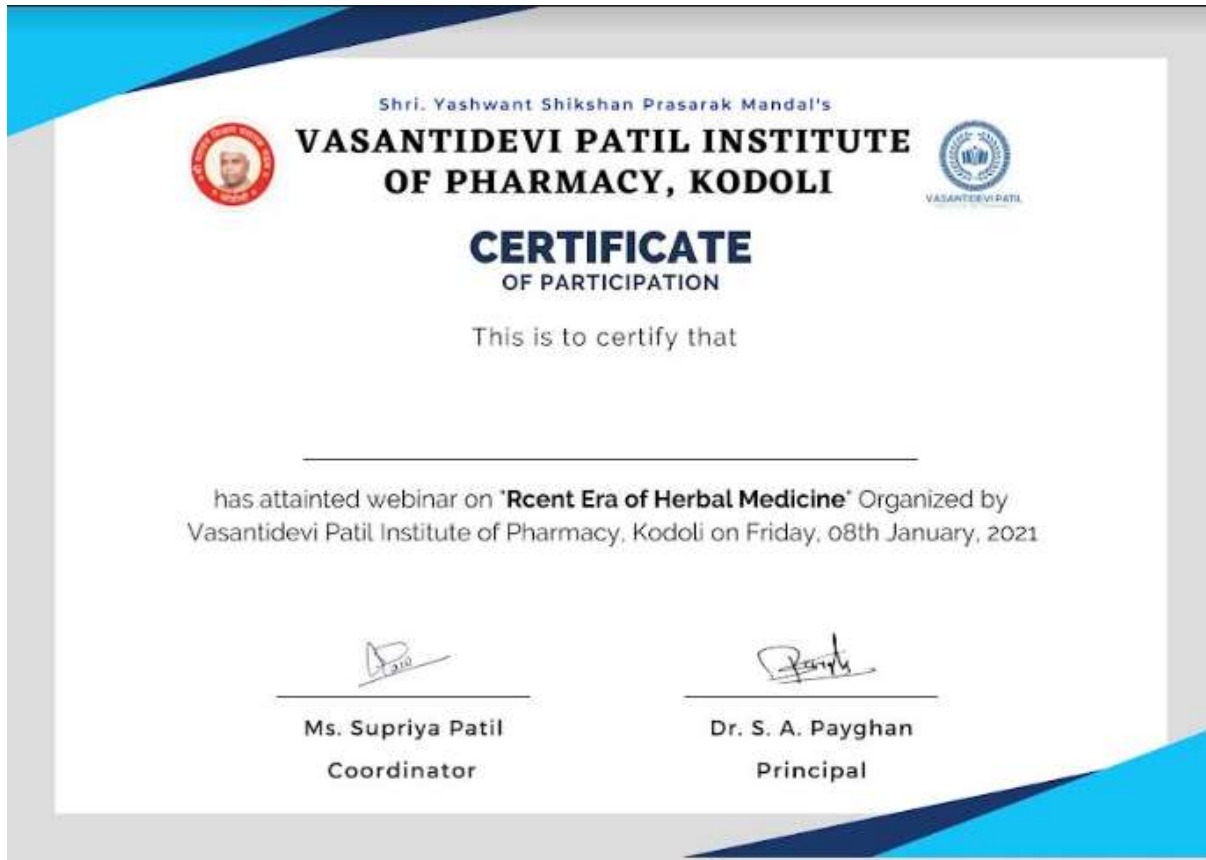 Shri. Yashwant Shikshan Prasarak Mandal's
VASANTIDEVI PATIL INSTITUTE
OF PHARMACY, KODOLI
VASANTIDEVI PATIL
CERTIFICATE
OF PARTICIPATION
This is to certify that
has attainted webinar on "Rcent Era of Herbal Medicine" Organized by
Vasantidevi Patil Institute of Pharmacy, Kodoli on Friday, 08th January, 2021
Ms. Supriya Patil
Coordinator
Dr. S. A. Payghan
Principal